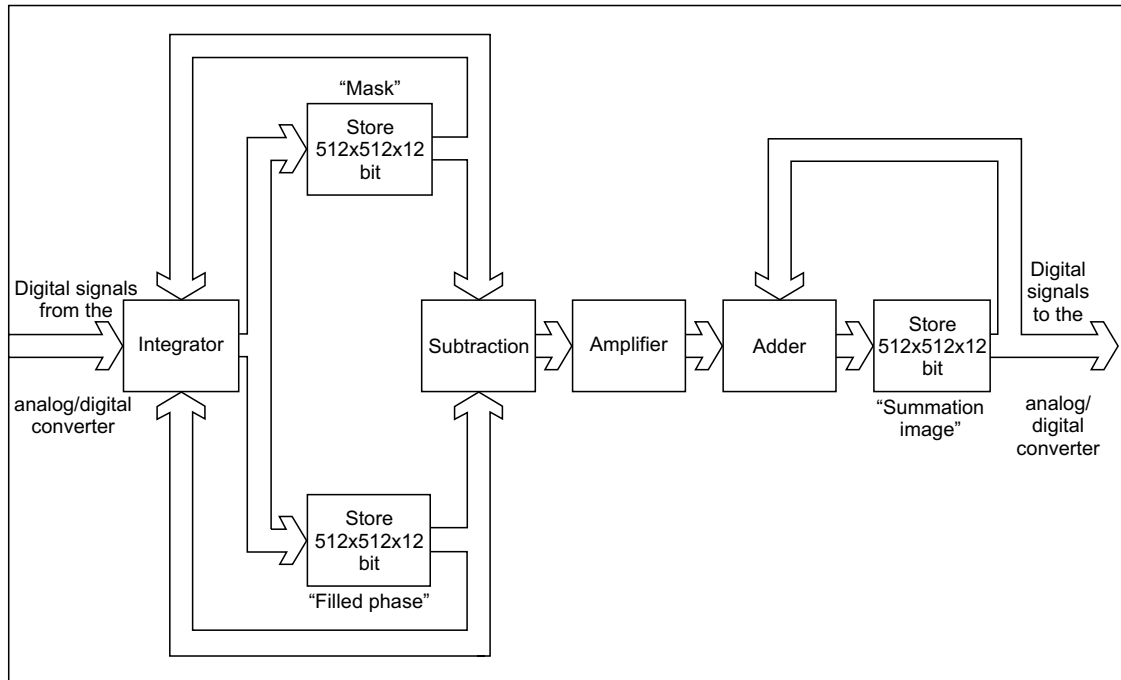 “Mask”
Store
512x512x12
bit
Digital signals
from the
analog/digital
converter
Integrator
Store
512x512x12
bit
“Filled phase”
Subtraction
Amplifier
Adder
Store
512x512x12
bit
“Summation
image”
Digital
signals
to the
analog/
digital
converter